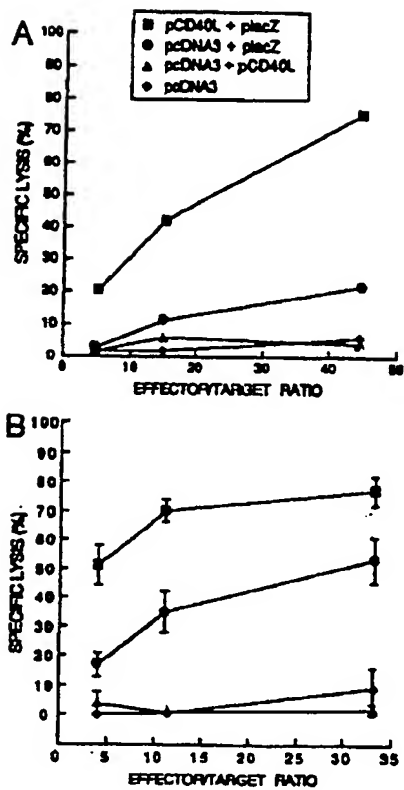 A
pCD40L + placZ
pcDNA3 + placZ
pcDNA3 + pCD40L
pcDNA3
SPECIFIC LYSIS (%)
100
90
80
70
60
50
40
30
20
10
0
0 10 20 30 40 50
EFFECTOR/TARGET RATIO
B
SPECIFIC LYSIS (%)
100
90
80
70
60
50
40
30
20
10
0
0 5 10 15 20 25 30 35
EFFECTOR/TARGET RATIO